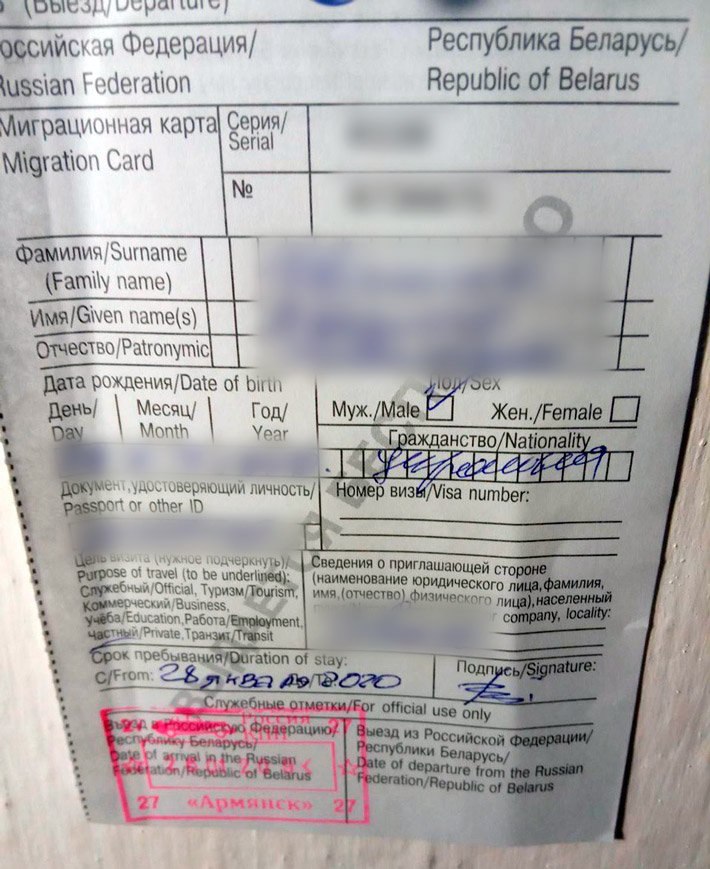 (Выезд/Departure)
оссийская Федерация/
Russian Federation
Республика Беларусь/
Republic of Belarus
Миграционная карта
Migration Card
Серия/
Serial
№
Фамилия/Surname
(Family name)
Имя/Given name(s)
Отчество/Patronymic
Дата рождения/Date of birth
День/
Day
Месяц/
Month
Год/
Year
Пол/Sex
Муж./Male
Жен./Female
Гражданство/Nationality
Документ,удостоверяющий личность/
Passport or other ID
Номер визы/Visa number:
Цель визита (нужное подчеркнуть)/
Purpose of travel (to be underlined):
Служебный/Official, Туризм/Tourism,
Коммерческий/Business,
учёба/Education,Работа/Employment,
Частный/Private,Транзит/Transit
Сведения о приглашающей стороне
(наименование юридического лица,фамилия,
имя,(отчество) физического лица),населенный
company, locality:
Срок пребывания/Duration of stay:
С/From: 28 января 2020
Подпись/Signature:
Служебные отметки/For official use only
Въезд в Российскую Федерацию/
Республику Беларусь/
Date of arrival in the Russian
Federation/Republic of Belarus
Россия
27
27 «Армянск» 27
Выезд из Российской Федерации/
Республики Беларусь/
Date of departure from the Russian
Federation/Republic of Belarus